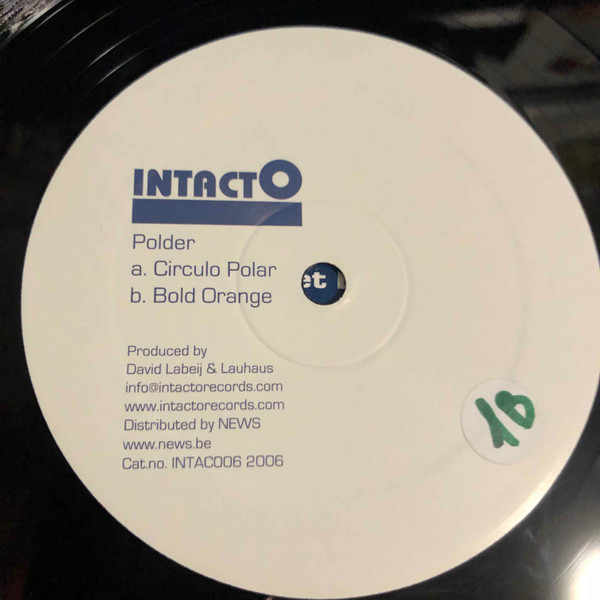 INTACTO
Polder
a. Circulo Polar
b. Bold Orange
et
Produced by
David Labeij & Lauhaus
info@intactorecords.com
www.intactorecords.com
Distributed by NEWS
www.news.be
Cat.no. INTAC006 2006